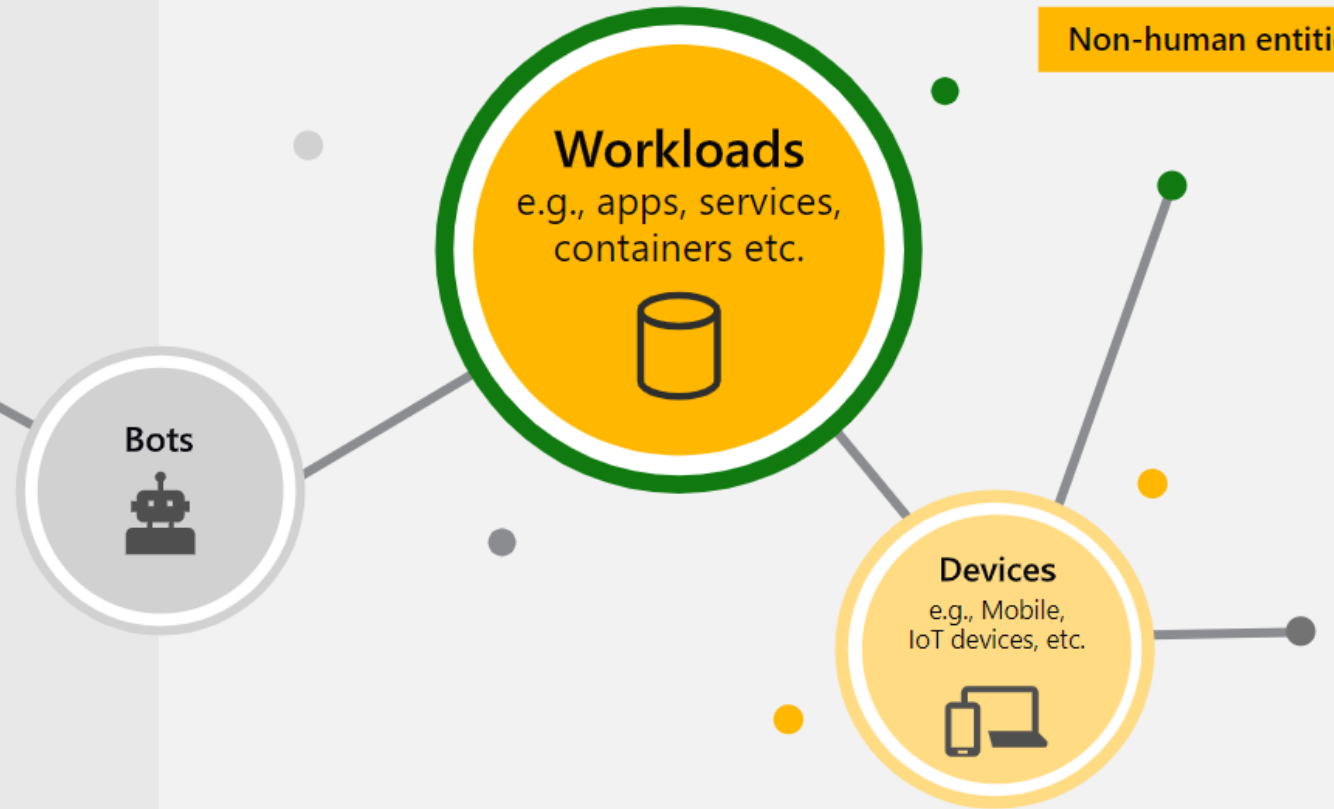 Non-human entiti
Workloads
e.g., apps, services,
containers etc.
Bots
Devices
e.g., Mobile,
IoT devices, etc.